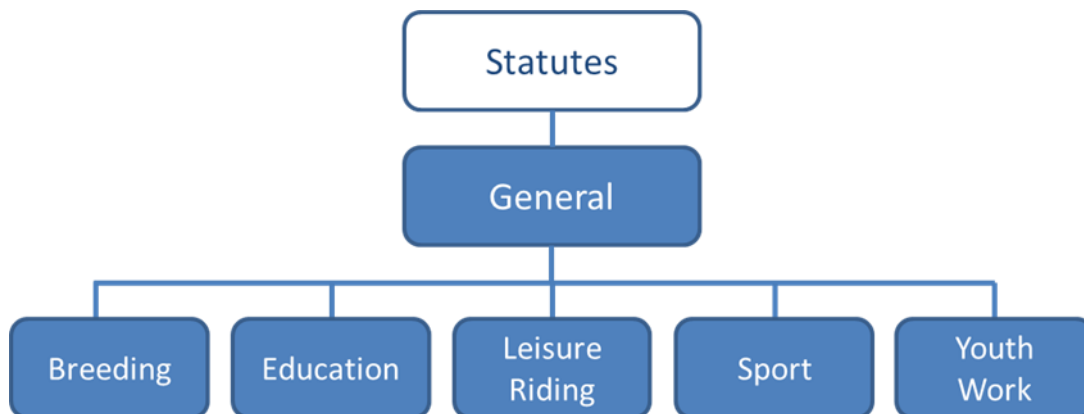 Statutes
General
Breeding
Education
Leisure
Riding
Sport
Youth
Work